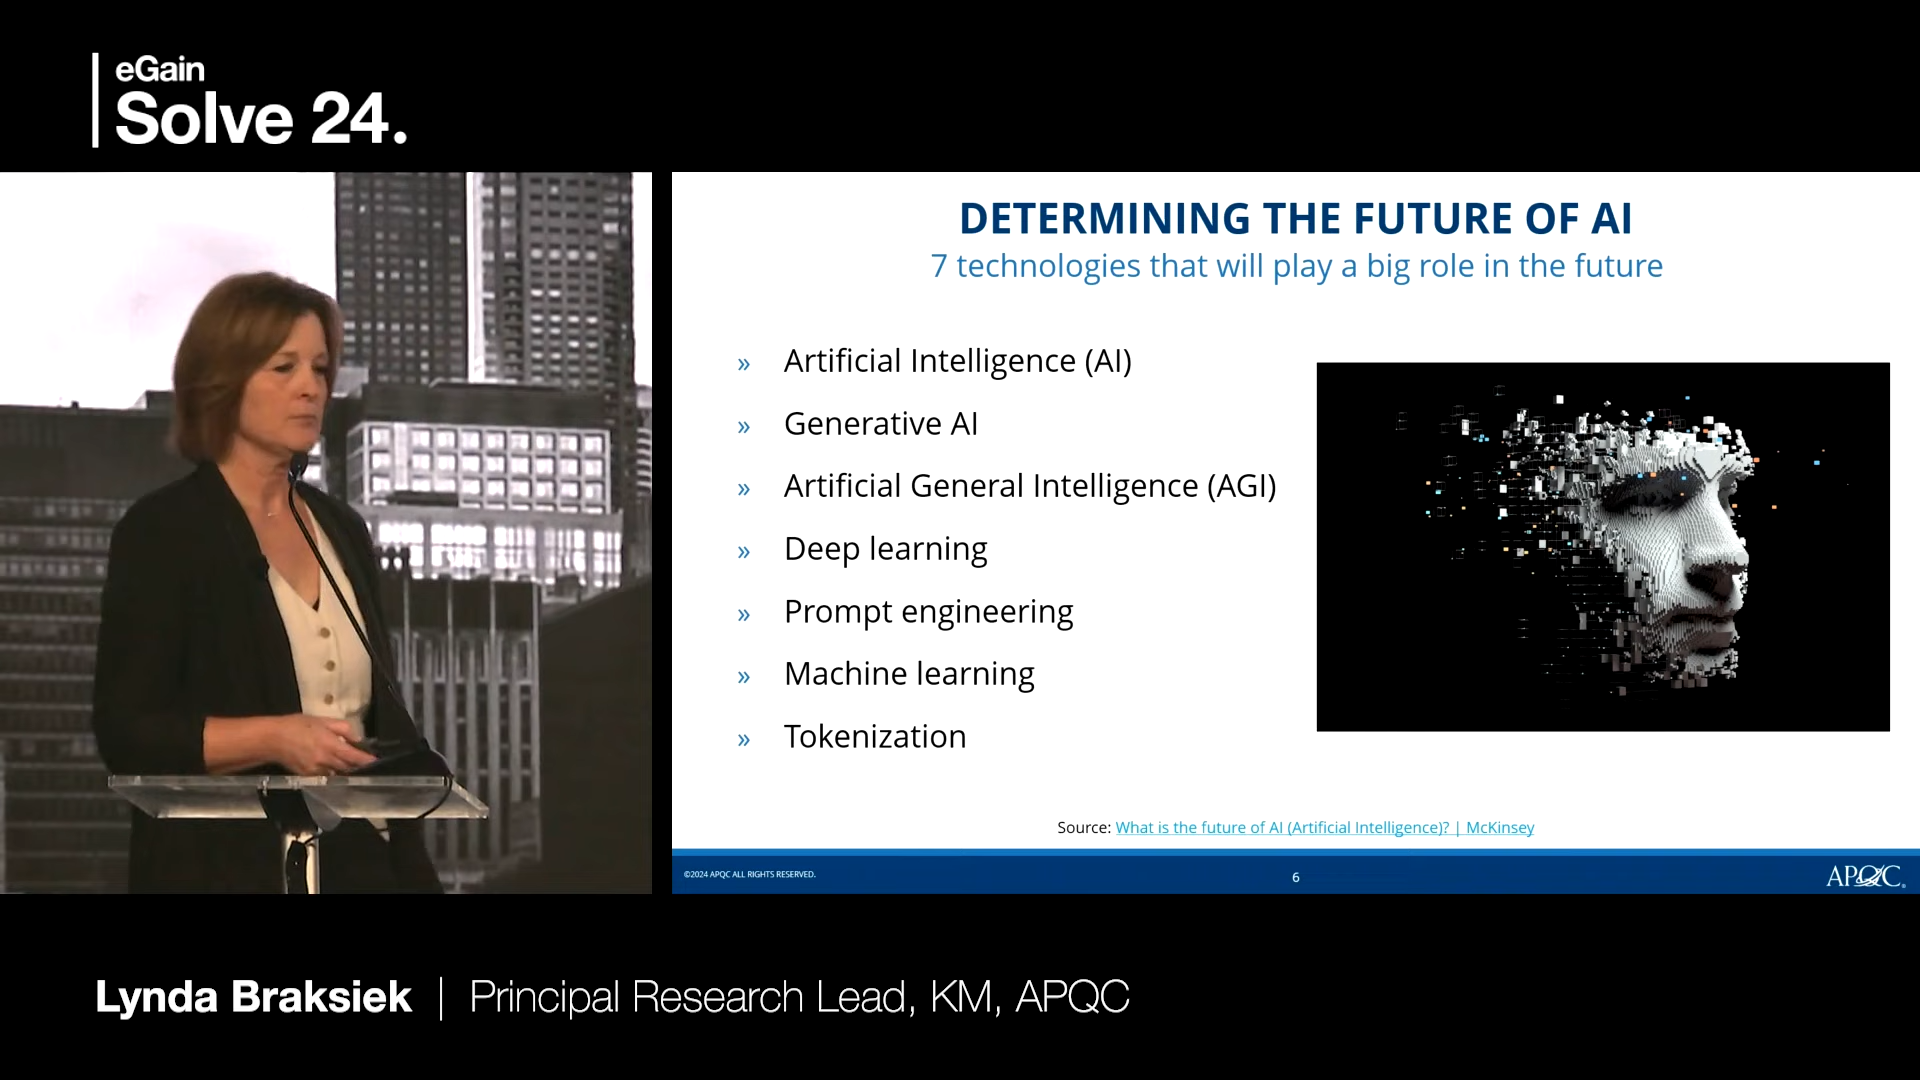 eGain
Solve 24.
DETERMINING THE FUTURE OF AI
7 technologies that will play a big role in the future
» Artificial Intelligence (AI)
» Generative AI
» Artificial General Intelligence (AGI)
» Deep learning
» Prompt engineering
» Machine learning
» Tokenization
Source: What is the future of AI (Artificial Intelligence)? | McKinsey
©2024 APQC ALL RIGHTS RESERVED.
6
APQC®
Lynda Braksiek | Principal Research Lead, KM, APQC